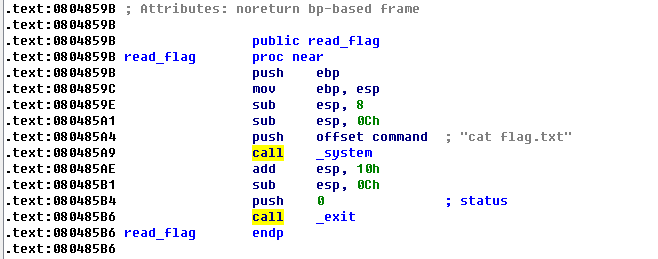 .text:0804859B ; Attributes: noreturn bp-based frame
.text:0804859B
.text:0804859B public read_flag
.text:0804859B read_flag proc near
.text:0804859B push ebp
.text:0804859C mov ebp, esp
.text:0804859E sub esp, 8
.text:080485A1 sub esp, 0Ch
.text:080485A4 push offset command ; "cat flag.txt"
.text:080485A9 call _system
.text:080485AE add esp, 10h
.text:080485B1 sub esp, 0Ch
.text:080485B4 push 0 ; status
.text:080485B6 call _exit
.text:080485B6 read_flag endp
.text:080485B6